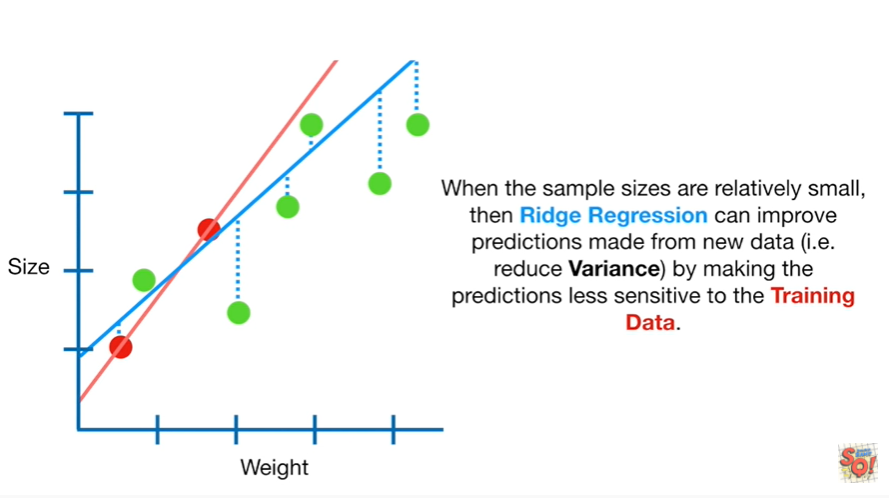 When the sample sizes are relatively small,
then Ridge Regression can improve
predictions made from new data (i.e.
reduce Variance) by making the
predictions less sensitive to the Training
Data.
Size
Weight
SQ!